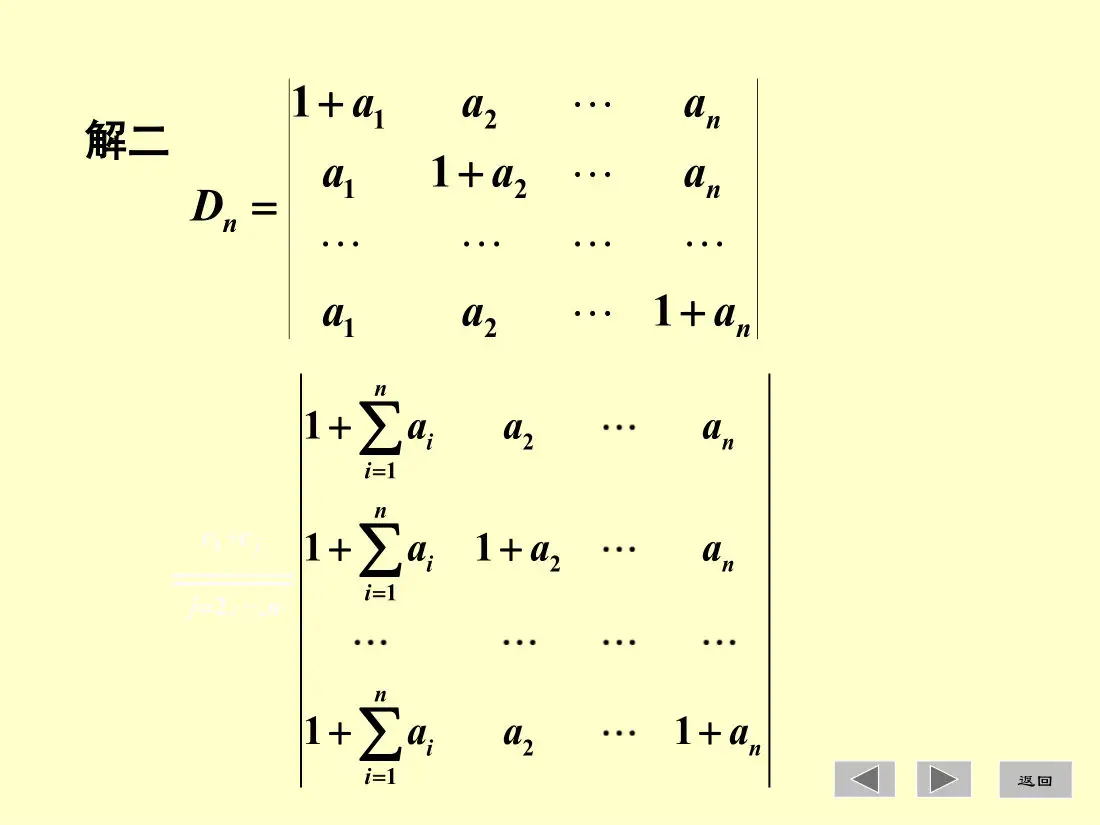 解二
D_n = | 1+a_1 a_2 ⋯ a_n |
| a_1 1+a_2 ⋯ a_n |
| ⋯ ⋯ ⋯ ⋯ |
| a_1 a_2 ⋯ 1+a_n |
| 1+∑_{i=1}^{n} a_i a_2 ⋯ a_n |
| 1+∑_{i=1}^{n} a_i 1+a_2 ⋯ a_n |
| ⋯ ⋯ ⋯ ⋯ |
| 1+∑_{i=1}^{n} a_i a_2 ⋯ 1+a_n |
j=2,⋯,n
返回